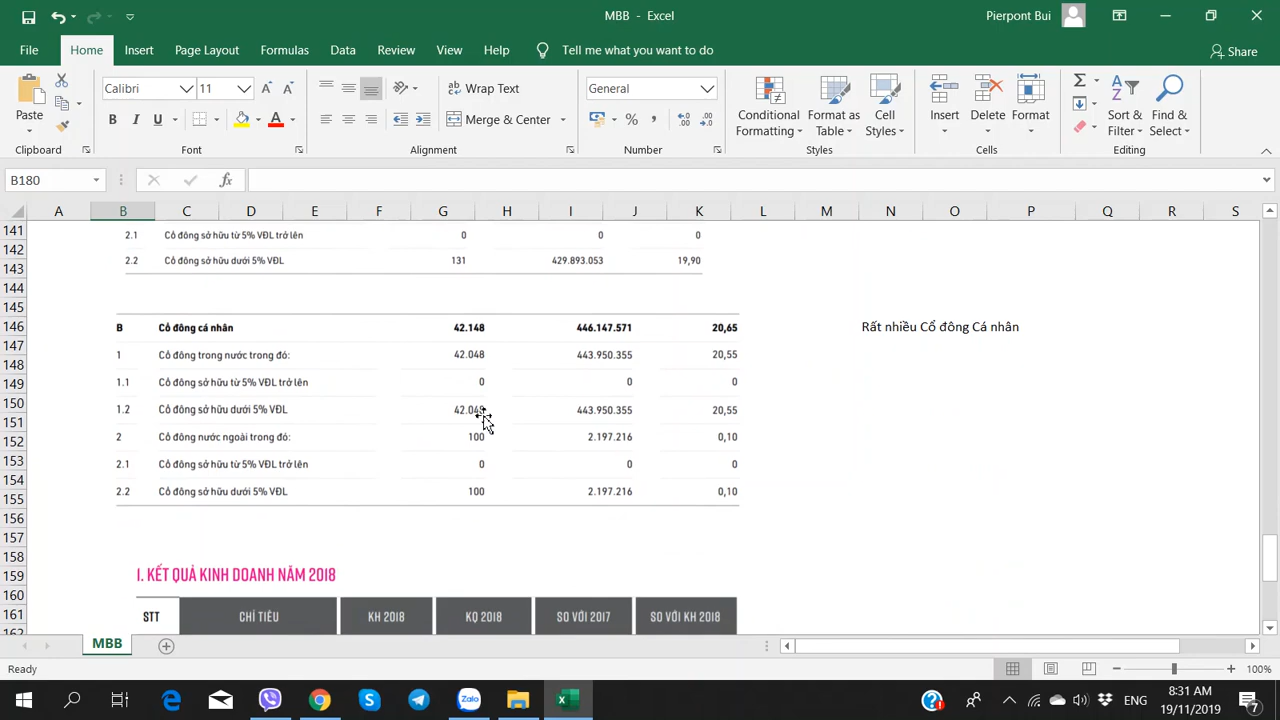 MBB - Excel
Pierpont Bui
File Home Insert Page Layout Formulas Data Review View Help Tell me what you want to do Share
Paste
Calibri 11
B I U A
Wrap Text
Merge & Center
General
Conditional Formatting
Format as Table
Cell Styles
Insert Delete Format
Sort & Filter
Find & Select
Clipboard Font Alignment Number Styles Cells Editing
B180 fx
A B C D E F G H I J K L M N O P Q R S
141 2.1 Cổ đông sở hữu từ 5% VĐL trở lên 0 0 0
142
143 2.2 Cổ đông sở hữu dưới 5% VĐL 131 429.893.053 19,90
144
145
146 B Cổ đông cá nhân 42.148 446.147.571 20,65 Rất nhiều Cổ đông Cá nhân
147
148 1 Cổ đông trong nước trong đó: 42.048 443.950.355 20,55
149 1.1 Cổ đông sở hữu từ 5% VĐL trở lên 0 0 0
150
151 1.2 Cổ đông sở hữu dưới 5% VĐL 42.048 443.950.355 20,55
152 2 Cổ đông nước ngoài trong đó: 100 2.197.216 0,10
153
154 2.1 Cổ đông sở hữu từ 5% VĐL trở lên 0 0 0
155 2.2 Cổ đông sở hữu dưới 5% VĐL 100 2.197.216 0,10
156
157
158
159 I. KẾT QUẢ KINH DOANH NĂM 2018
160
161 STT CHỈ TIÊU KH 2018 KQ 2018 SO VỚI 2017 SO VỚI KH 2018
162
MBB
Ready 100%
Zalo ENG 8:31 AM
19/11/2019 7